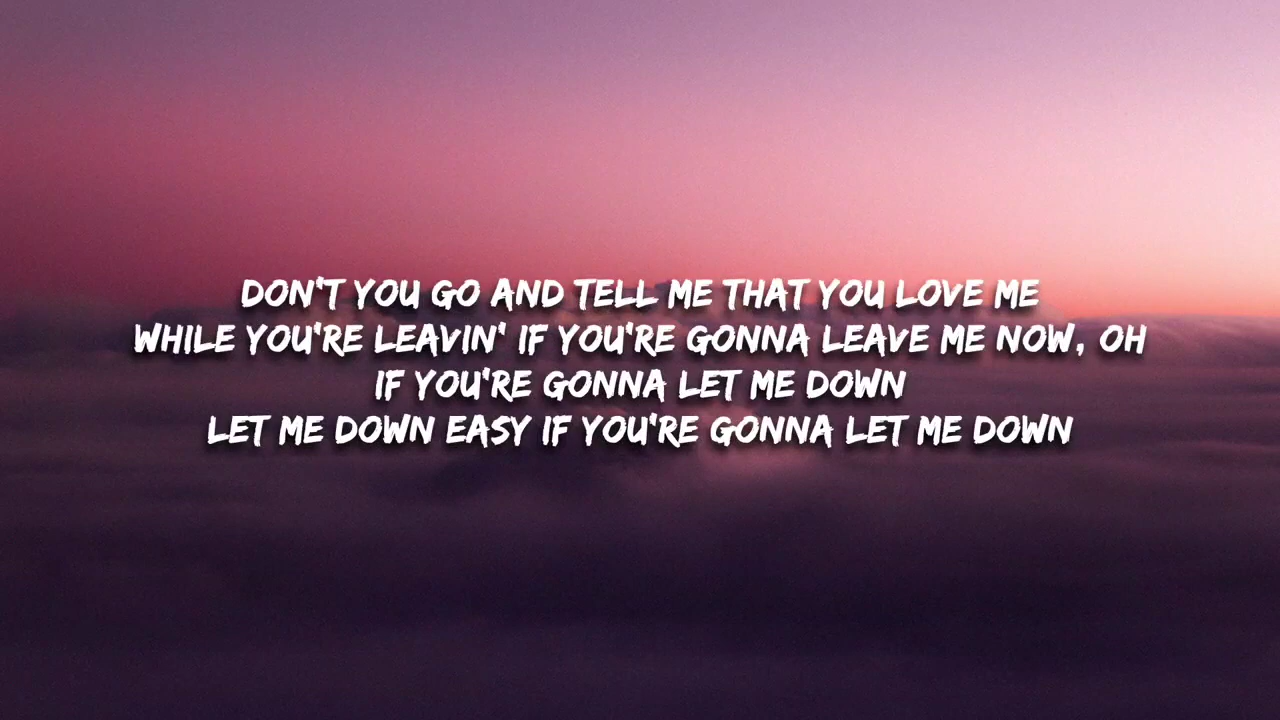 DON'T YOU GO AND TELL ME THAT YOU LOVE ME
WHILE YOU'RE LEAVIN' IF YOU'RE GONNA LEAVE ME NOW, OH
IF YOU'RE GONNA LET ME DOWN
LET ME DOWN EASY IF YOU'RE GONNA LET ME DOWN